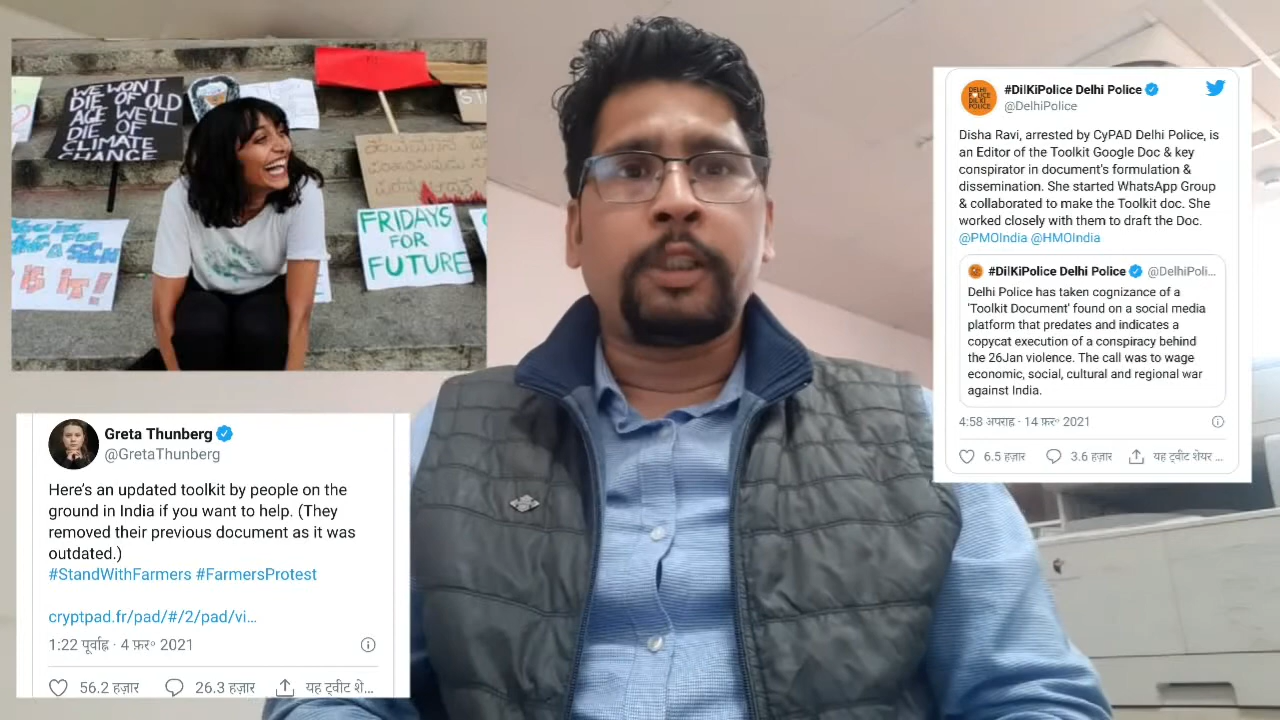 WE WONT
DIE OF OLD
AGE WE'LL
DIE OF
CLIMATE
CHANGE
FRIDAYS
FOR
FUTURE
IS IT!
Greta Thunberg
@GretaThunberg
Here's an updated toolkit by people on the
ground in India if you want to help. (They
removed their previous document as it was
outdated.)
#StandWithFarmers #FarmersProtest
cryptpad.fr/pad/#/2/pad/vi...
1:22 पूर्वाह्न · 4 फ़र॰ 2021
56.2 हज़ार 26.3 हज़ार यह ट्वीट शे...
#DilKiPolice Delhi Police
@DelhiPolice
Disha Ravi, arrested by CyPAD Delhi Police, is
an Editor of the Toolkit Google Doc & key
conspirator in document's formulation &
dissemination. She started WhatsApp Group
& collaborated to make the Toolkit doc. She
worked closely with them to draft the Doc.
@PMOIndia @HMOIndia
#DilKiPolice Delhi Police @DelhiPoli...
Delhi Police has taken cognizance of a
'Toolkit Document' found on a social media
platform that predates and indicates a
copycat execution of a conspiracy behind
the 26Jan violence. The call was to wage
economic, social, cultural and regional war
against India.
4:58 अपराह्न · 14 फ़र॰ 2021
6.5 हज़ार 3.6 हज़ार यह ट्वीट शेयर ...